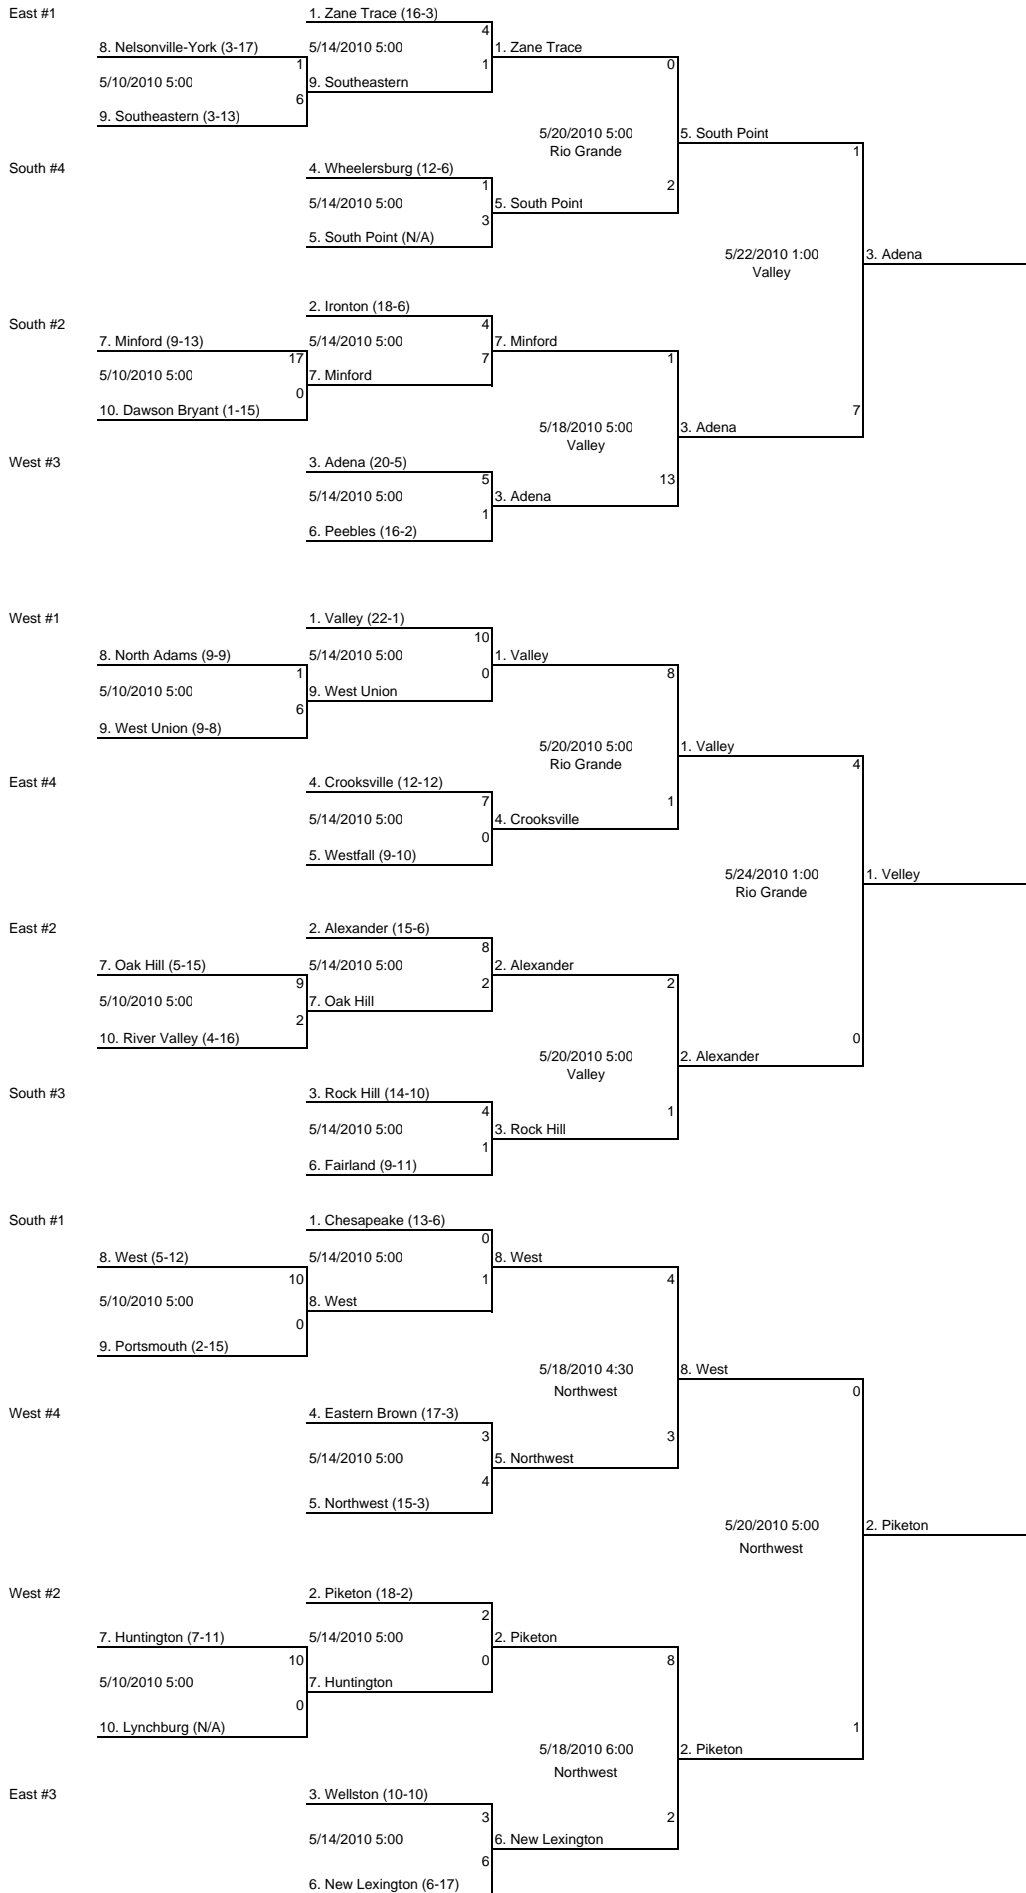 East #1
1. Zane Trace (16-3)
4
8. Nelsonville-York (3-17)
5/14/2010 5:00
1. Zane Trace
1
1
0
5/10/2010 5:00
9. Southeastern
6
9. Southeastern (3-13)
5/20/2010 5:00
5. South Point
Rio Grande
1
South #4
4. Wheelersburg (12-6)
1
2
5/14/2010 5:00
5. South Point
3
5. South Point (N/A)
5/22/2010 1:00
3. Adena
Valley
2. Ironton (18-6)
South #2
4
7. Minford (9-13)
5/14/2010 5:00
7. Minford
17
7
1
5/10/2010 5:00
7. Minford
0
10. Dawson Bryant (1-15)
7
5/18/2010 5:00
3. Adena
Valley
West #3
3. Adena (20-5)
5
13
5/14/2010 5:00
3. Adena
1
6. Peebles (16-2)
West #1
1. Valley (22-1)
10
8. North Adams (9-9)
5/14/2010 5:00
1. Valley
1
0
8
5/10/2010 5:00
9. West Union
6
9. West Union (9-8)
5/20/2010 5:00
1. Valley
Rio Grande
4
East #4
4. Crooksville (12-12)
7
1
5/14/2010 5:00
4. Crooksville
0
5. Westfall (9-10)
5/24/2010 1:00
1. Velley
Rio Grande
East #2
2. Alexander (15-6)
8
7. Oak Hill (5-15)
5/14/2010 5:00
2. Alexander
9
2
2
5/10/2010 5:00
7. Oak Hill
2
10. River Valley (4-16)
0
5/20/2010 5:00
2. Alexander
Valley
South #3
3. Rock Hill (14-10)
4
1
5/14/2010 5:00
3. Rock Hill
1
6. Fairland (9-11)
South #1
1. Chesapeake (13-6)
0
8. West (5-12)
5/14/2010 5:00
8. West
10
1
4
5/10/2010 5:00
8. West
0
9. Portsmouth (2-15)
5/18/2010 4:30
8. West
Northwest
0
West #4
4. Eastern Brown (17-3)
3
3
5/14/2010 5:00
5. Northwest
4
5. Northwest (15-3)
5/20/2010 5:00
2. Piketon
Northwest
West #2
2. Piketon (18-2)
2
7. Huntington (7-11)
5/14/2010 5:00
2. Piketon
10
0
8
5/10/2010 5:00
7. Huntington
0
10. Lynchburg (N/A)
1
5/18/2010 6:00
2. Piketon
Northwest
East #3
3. Wellston (10-10)
3
2
5/14/2010 5:00
6. New Lexington
6
6. New Lexington (6-17)